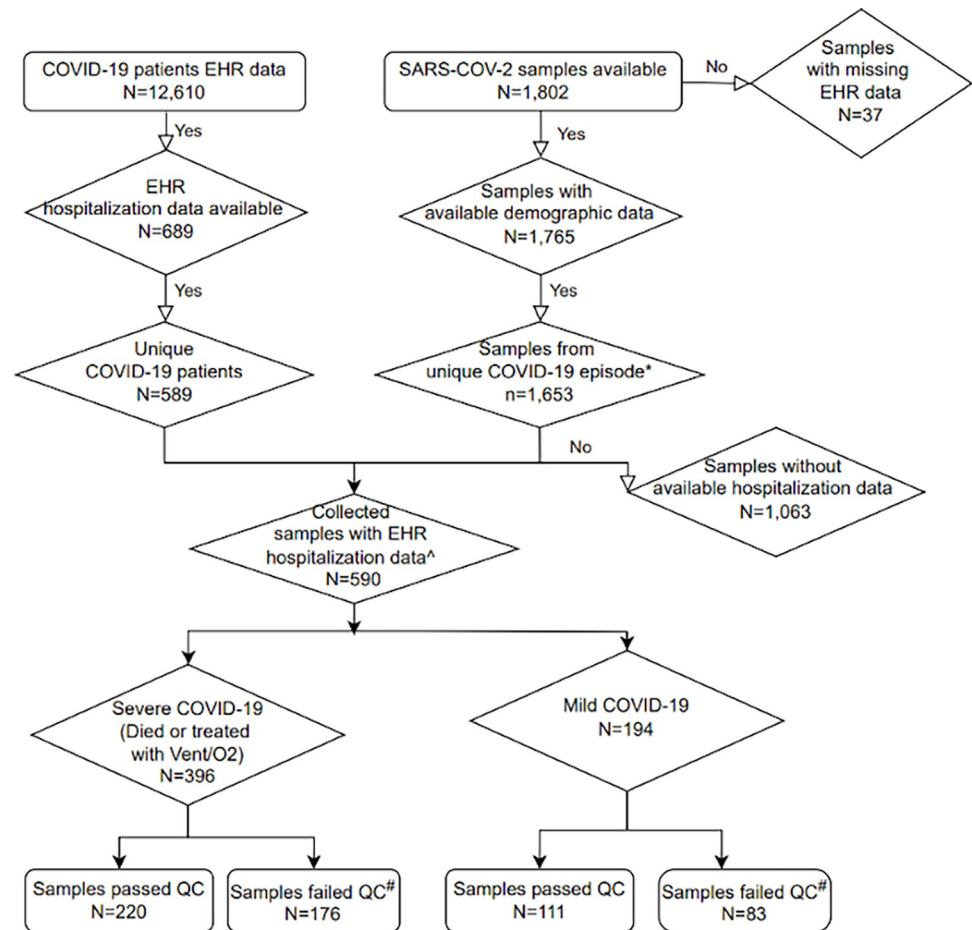 COVID-19 patients EHR data
N=12,610
SARS-COV-2 samples available
N=1,802
No
Samples
with missing
EHR data
N=37
Yes
Yes
EHR
hospitalization data available
N=689
Samples with
available demographic data
N=1,765
Yes
Yes
Unique
COVID-19 patients
N=589
Samples from
unique COVID-19 episode*
n=1,653
No
Samples without
available hospitalization data
N=1,063
Collected
samples with EHR
hospitalization data^
N=590
Severe COVID-19
(Died or treated
with Vent/O2)
N=396
Mild COVID-19
N=194
Samples passed QC
N=220
Samples failed QC#
N=176
Samples passed QC
N=111
Samples failed QC#
N=83